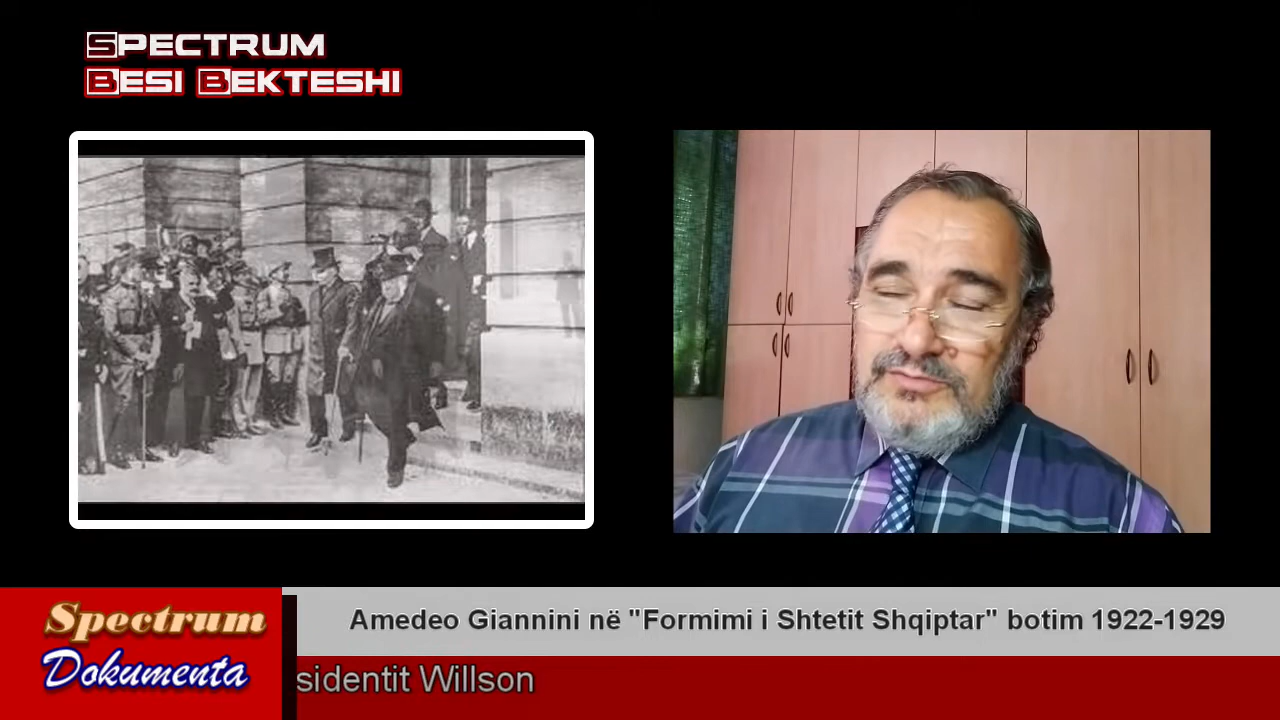 SPECTRUM
BESI BEKTESHI
Amedeo Giannini në "Formimi i Shtetit Shqiptar" botim 1922-1929
Spectrum
Dokumenta
sidentit Willson